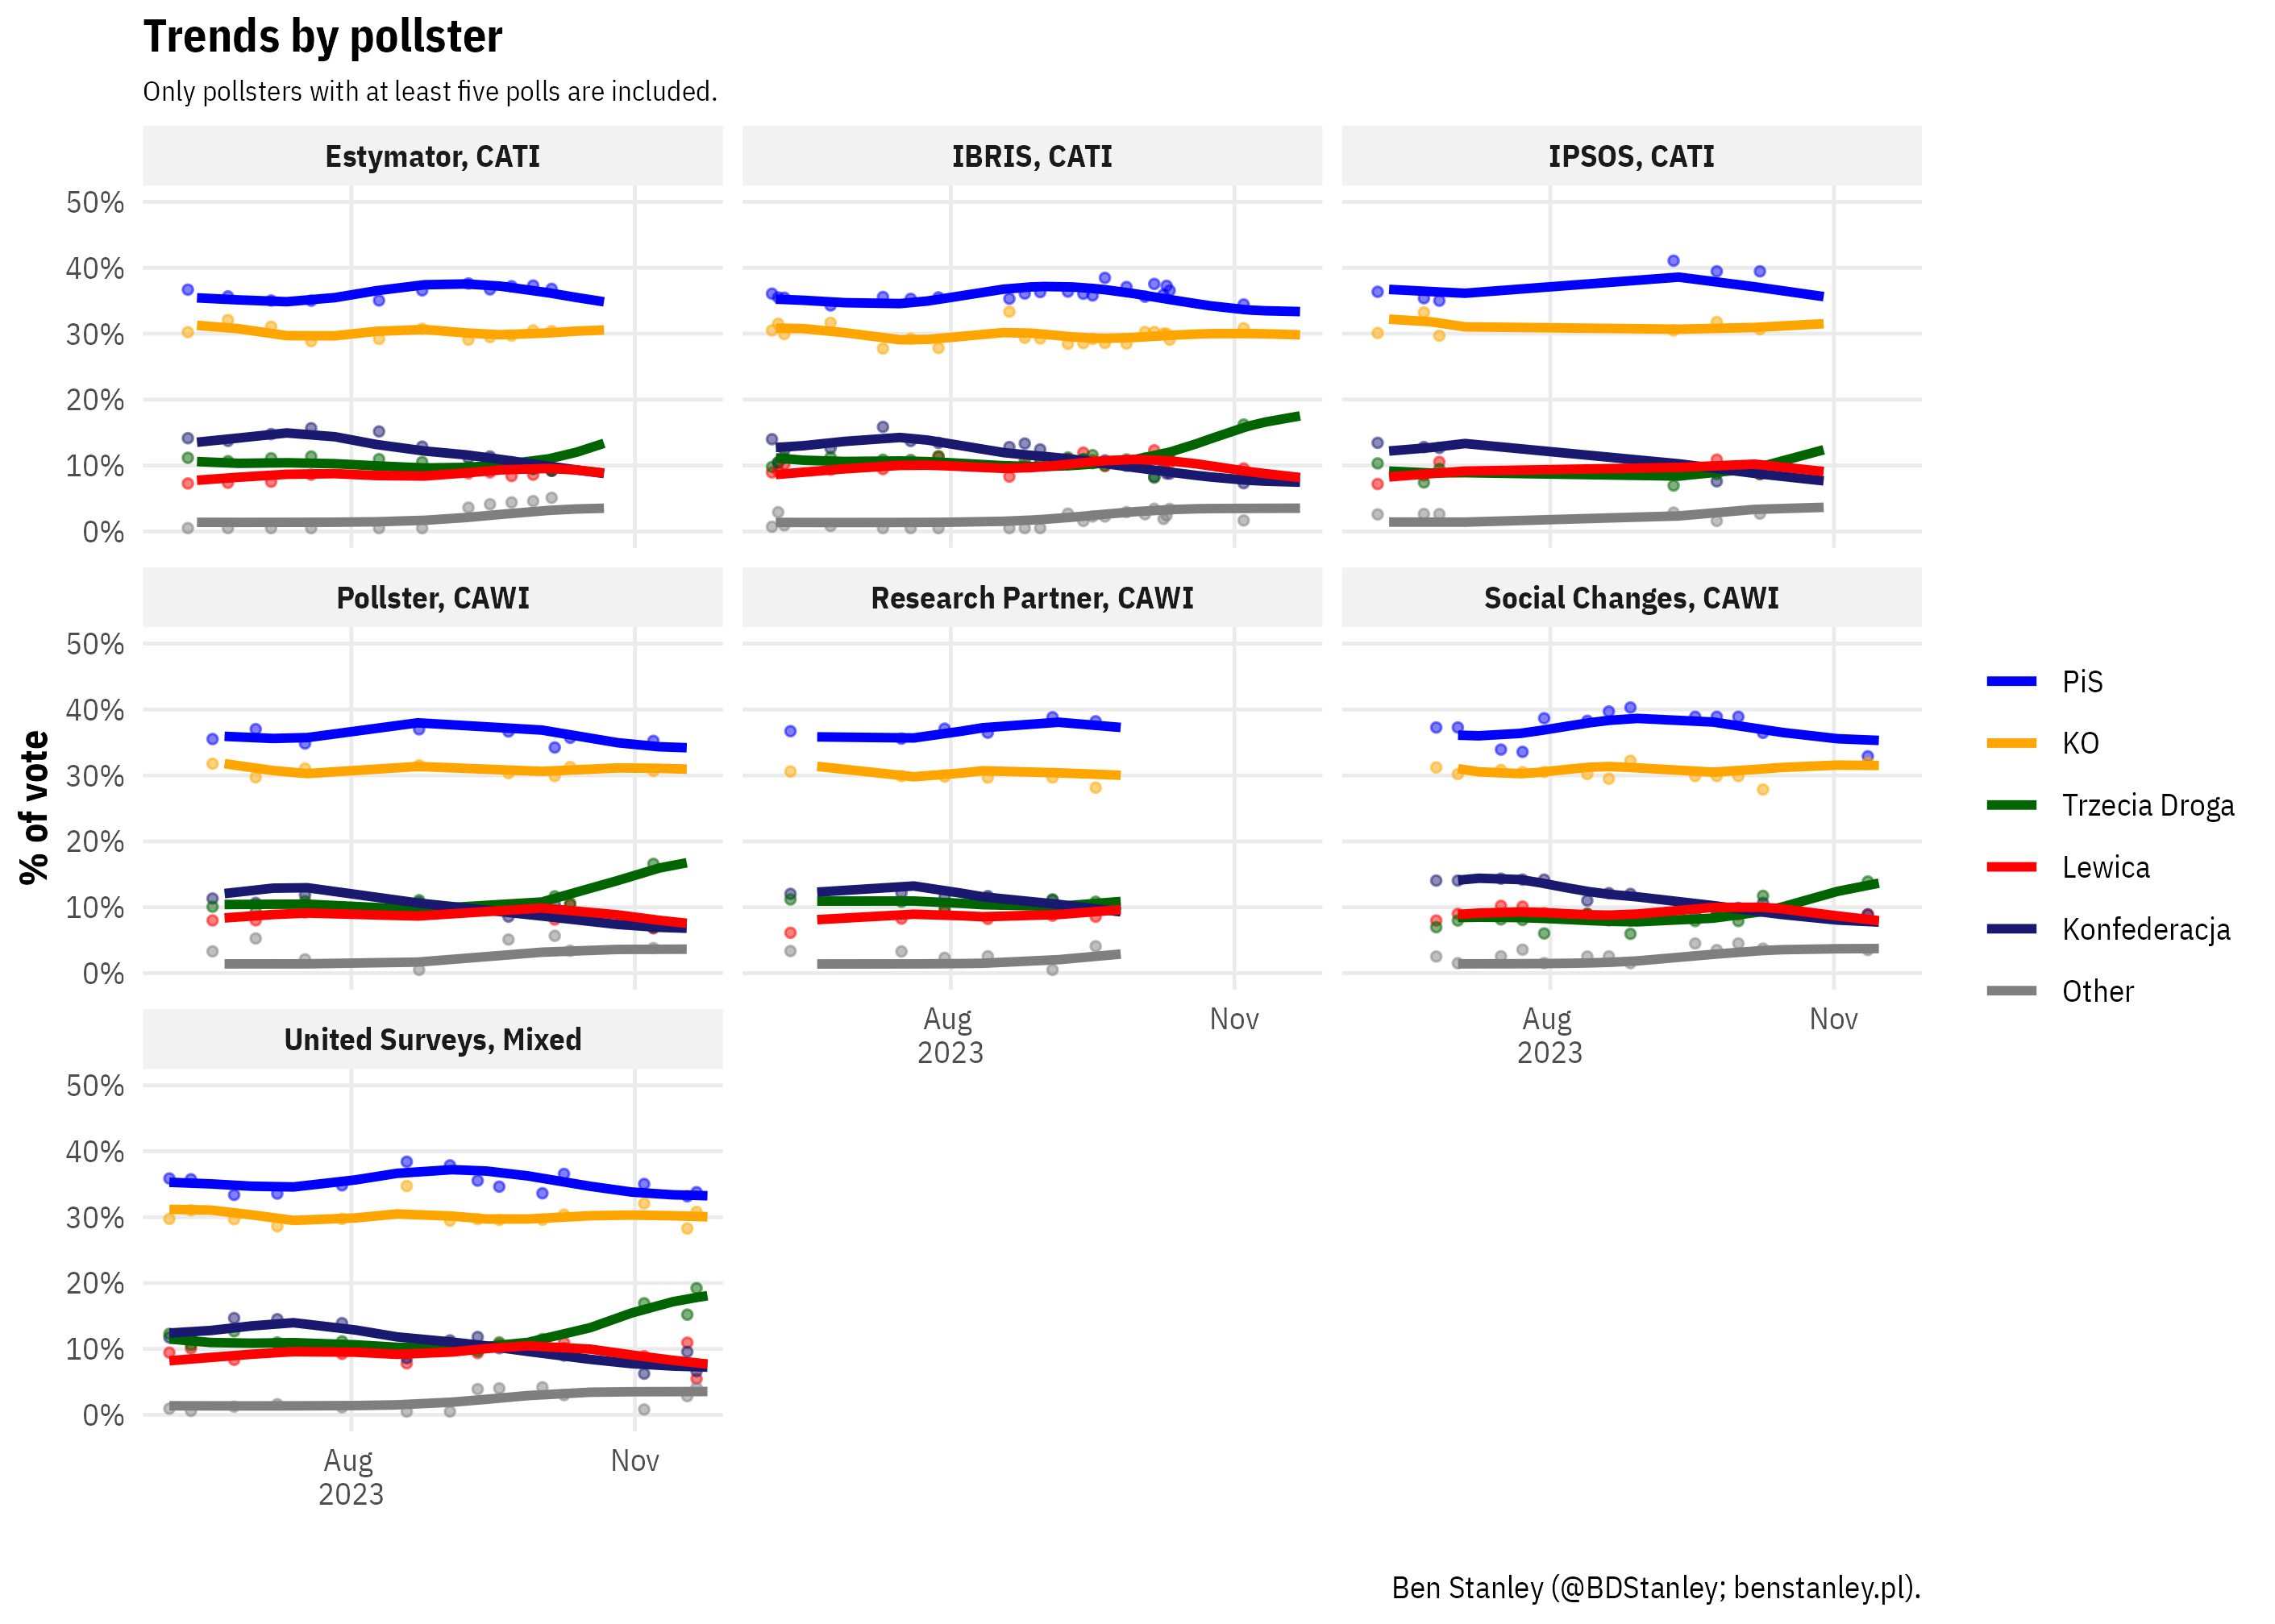 Trends by pollster
Only pollsters with at least five polls are included.
Estymator, CATI
IBRIS, CATI
IPSOS, CATI
50%
40%
30%
20%
10%
0%
Pollster, CAWI
Research Partner, CAWI
Social Changes, CAWI
50%
40%
30%
20%
10%
0%
% of vote
Aug
2023
Nov
Aug
2023
Nov
United Surveys, Mixed
50%
40%
30%
20%
10%
0%
Aug
2023
Nov
PiS
KO
Trzecia Droga
Lewica
Konfederacja
Other
Ben Stanley (@BDStanley; benstanley.pl).